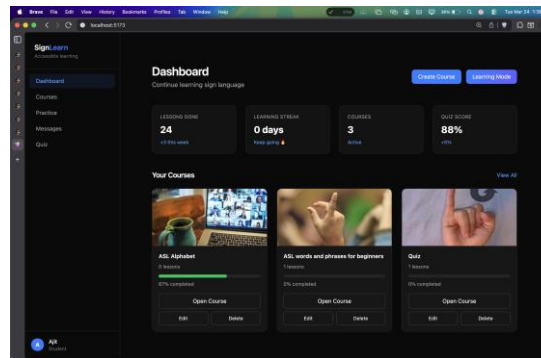 Brave File Edit View History Bookmarks Profiles Tab Window Help
Tue Mar 24
localhost:5173
SignLearn
Accessible learning
Dashboard
Courses
Practice
Messages
Quiz
Dashboard
Continue learning sign language
Create Course
Learning Mode
LESSONS DONE
24
+3 this week
LEARNING STREAK
0 days
Keep going 🔥
COURSES
3
Active
QUIZ SCORE
88%
Your Courses
View All
ASL Alphabet
0 lessons
67% completed
Open Course
Edit Delete
ASL words and phrases for beginners
1 lessons
0% completed
Open Course
Edit Delete
Quiz
1 lessons
0% completed
Open Course
Edit Delete
A
Ajit
Student